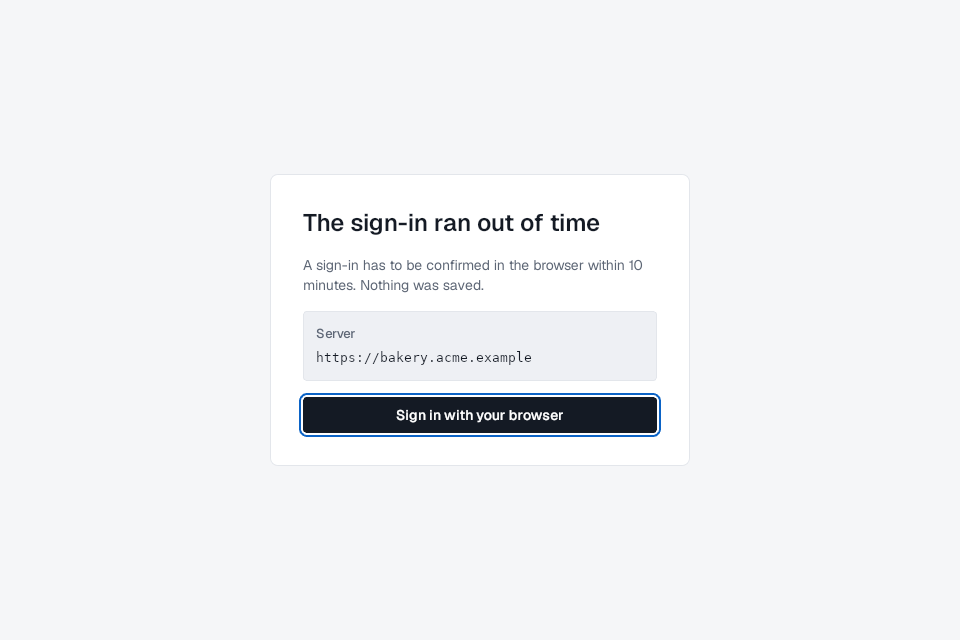 The sign-in ran out of time
A sign-in has to be confirmed in the browser within 10
minutes. Nothing was saved.
Server
https://bakery.acme.example
Sign in with your browser